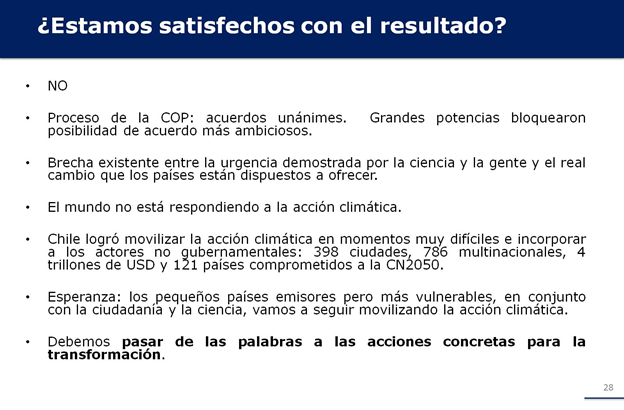 ¿Estamos satisfechos con el resultado?
• NO
• Proceso de la COP: acuerdos unánimes. Grandes potencias bloquearon
posibilidad de acuerdo más ambiciosos.
• Brecha existente entre la urgencia demostrada por la ciencia y la gente y el real
cambio que los países están dispuestos a ofrecer.
• El mundo no está respondiendo a la acción climática.
• Chile logró movilizar la acción climática en momentos muy difíciles e incorporar
a los actores no gubernamentales: 398 ciudades, 786 multinacionales, 4
trillones de USD y 121 países comprometidos a la CN2050.
• Esperanza: los pequeños países emisores pero más vulnerables, en conjunto
con la ciudadanía y la ciencia, vamos a seguir movilizando la acción climática.
• Debemos pasar de las palabras a las acciones concretas para la
transformación.
28